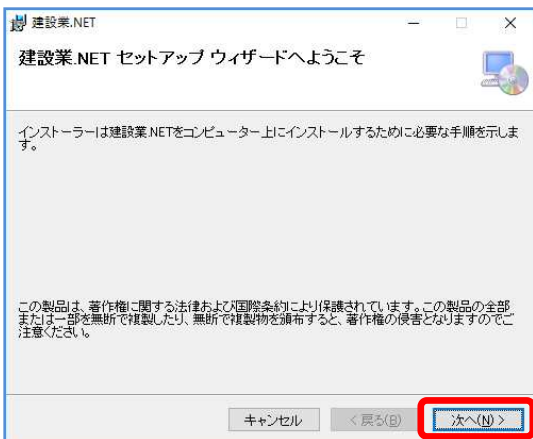 建設業.NET
建設業.NET セットアップ ウィザードへようこそ
インストーラーは建設業.NETをコンピューター上にインストールするために必要な手順を示しま
す。
この製品は、著作権に関する法律および国際条約により保護されています。この製品の全部
または一部を無断で複製したり、無断で複製物を頒布すると、著作権の侵害となりますのでご
注意ください。
キャンセル < 戻る(B) 次へ(N) >